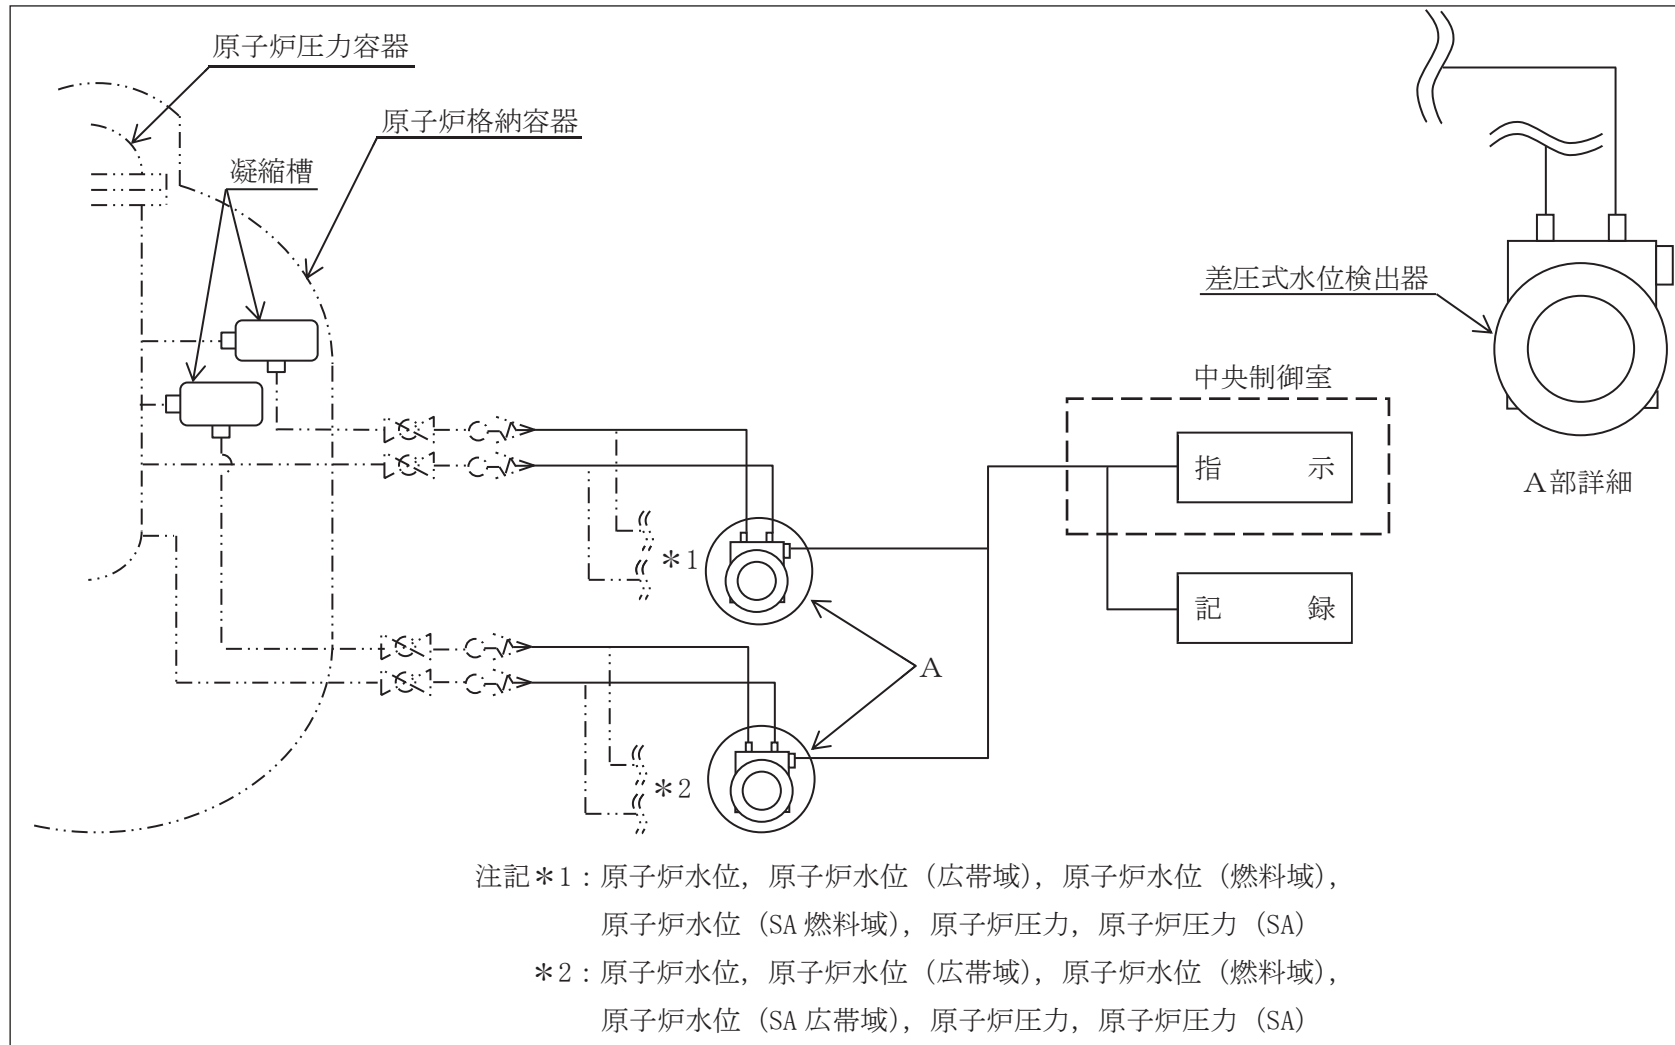 原子炉圧力容器
原子炉格納容器
凝縮槽
差圧式水位検出器
中央制御室
指　　示
A部詳細
*1
記　　録
A
*2
注記*1：原子炉水位，原子炉水位（広帯域），原子炉水位（燃料域），
原子炉水位（SA燃料域），原子炉圧力，原子炉圧力（SA）
*2：原子炉水位，原子炉水位（広帯域），原子炉水位（燃料域），
原子炉水位（SA広帯域），原子炉圧力，原子炉圧力（SA）